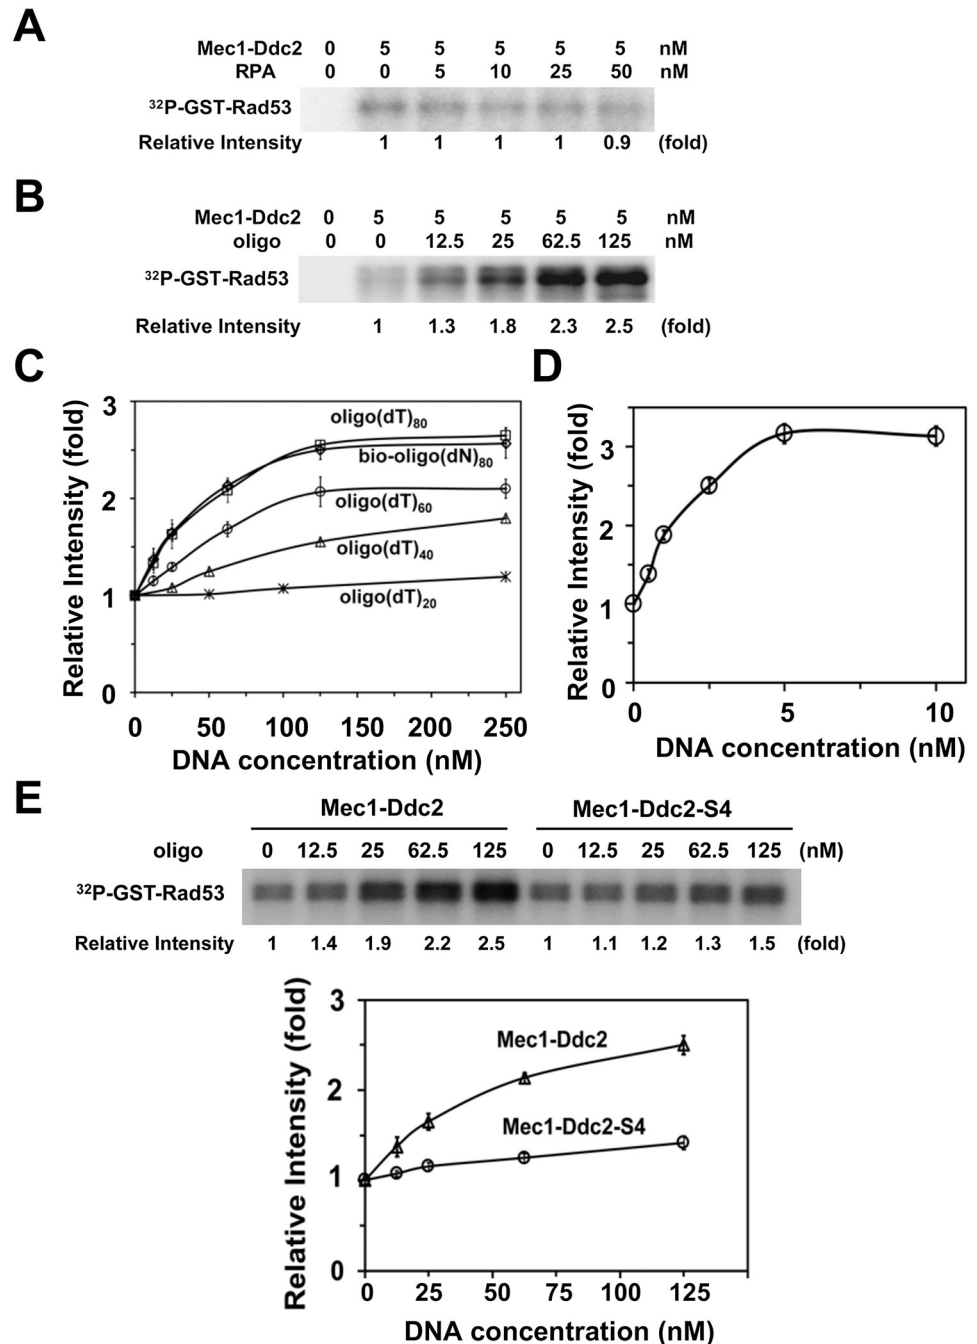 A
Mec1-Ddc2 0 5 5 5 5 5 nM
RPA 0 0 5 10 25 50 nM
32P-GST-Rad53
Relative Intensity 1 1 1 1 0.9 (fold)
B
Mec1-Ddc2 0 5 5 5 5 5 nM
oligo 0 0 12.5 25 62.5 125 nM
32P-GST-Rad53
Relative Intensity 1 1.3 1.8 2.3 2.5 (fold)
C
Relative Intensity (fold)
3
2
1
0
oligo(dT)80
bio-oligo(dN)80
oligo(dT)60
oligo(dT)40
oligo(dT)20
0 50 100 150 200 250
DNA concentration (nM)
D
Relative Intensity (fold)
3
2
1
0
0 5 10
DNA concentration (nM)
E
Mec1-Ddc2 Mec1-Ddc2-S4
oligo 0 12.5 25 62.5 125 0 12.5 25 62.5 125 (nM)
32P-GST-Rad53
Relative Intensity 1 1.4 1.9 2.2 2.5 1 1.1 1.2 1.3 1.5 (fold)
Relative Intensity (fold)
3
2
1
0
Mec1-Ddc2
Mec1-Ddc2-S4
0 25 50 75 100 125
DNA concentration (nM)